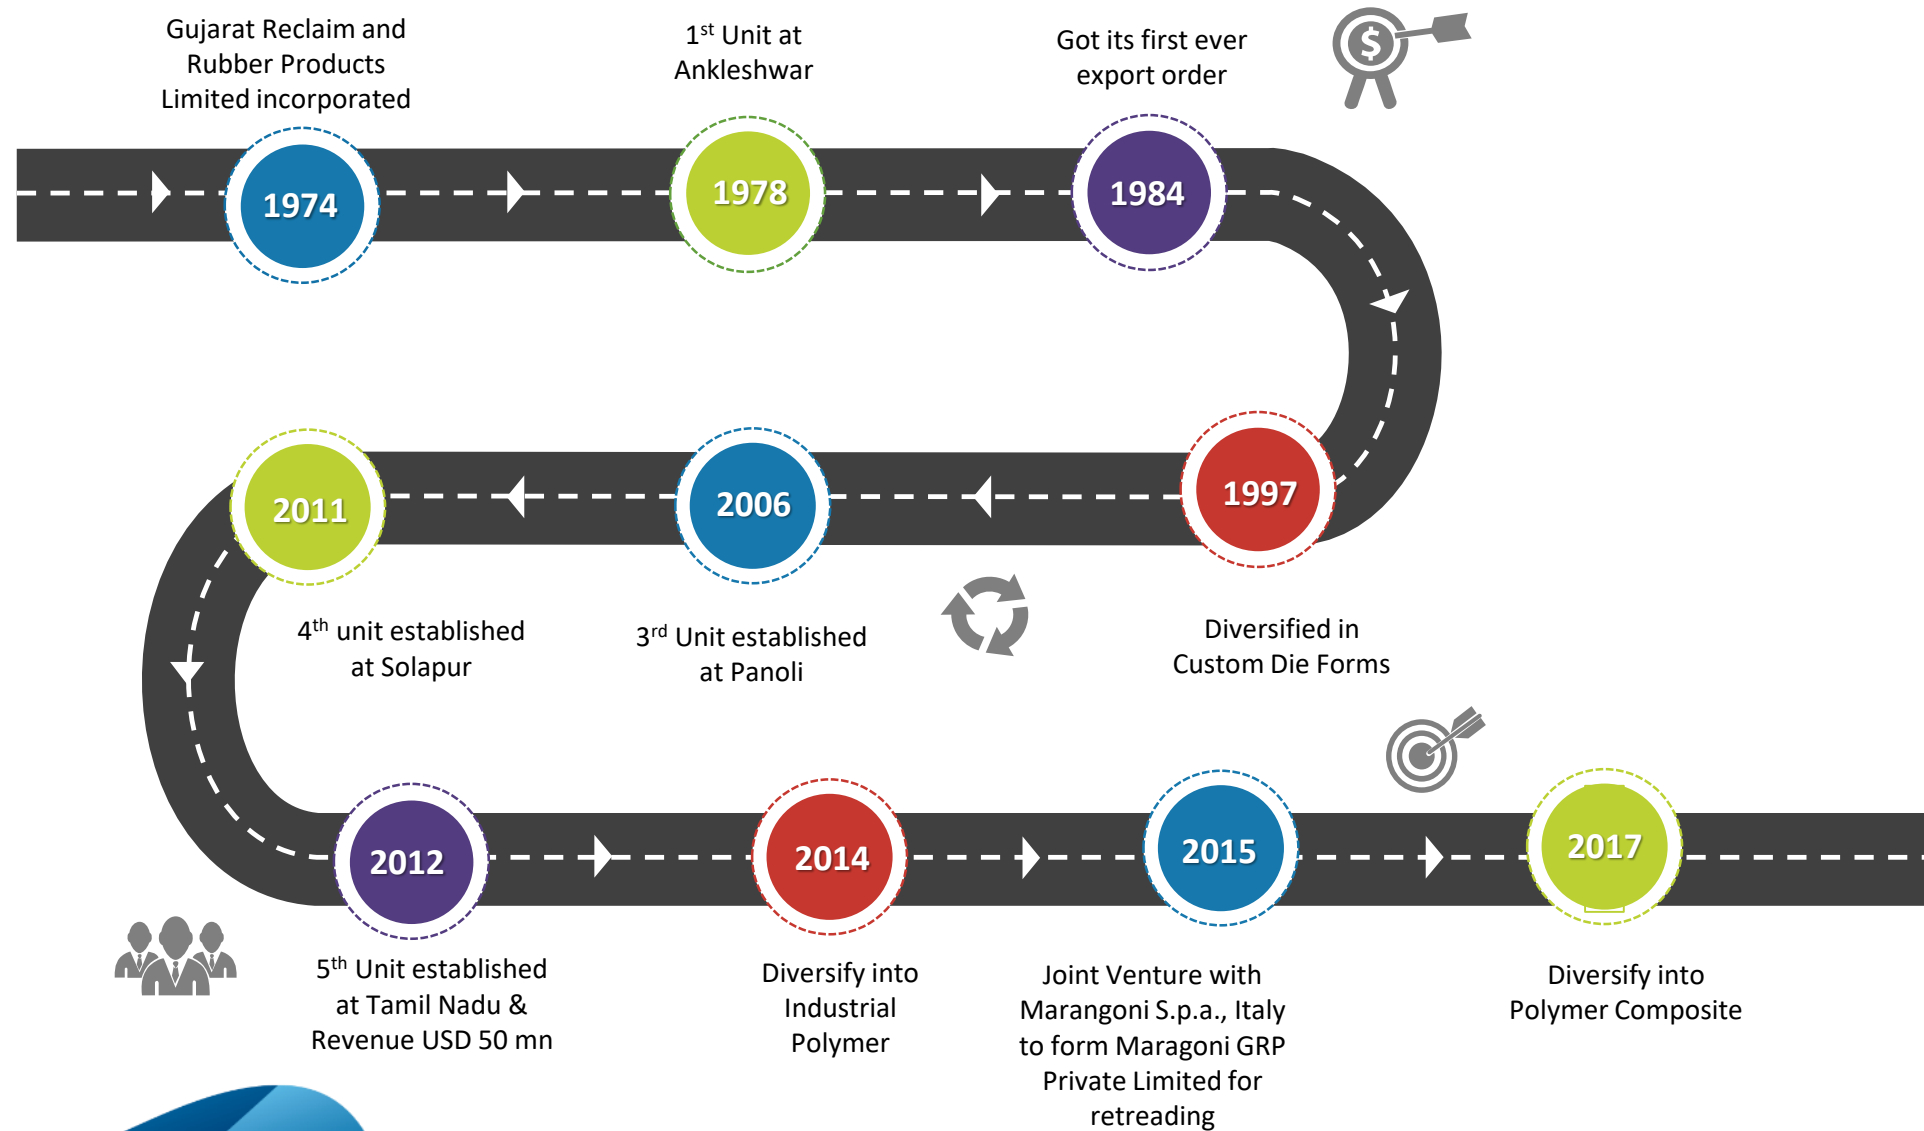 Gujarat Reclaim and
Rubber Products
Limited incorporated
1st Unit at
Ankleshwar
Got its first ever
export order
$
1974
1978
1984
2011
2006
1997
4th unit established
at Solapur
3rd Unit established
at Panoli
Diversified in
Custom Die Forms
2012
2014
2015
2017
5th Unit established
at Tamil Nadu &
Revenue USD 50 mn
Diversify into
Industrial
Polymer
Joint Venture with
Marangoni S.p.a., Italy
to form Maragoni GRP
Private Limited for
retreading
Diversify into
Polymer Composite